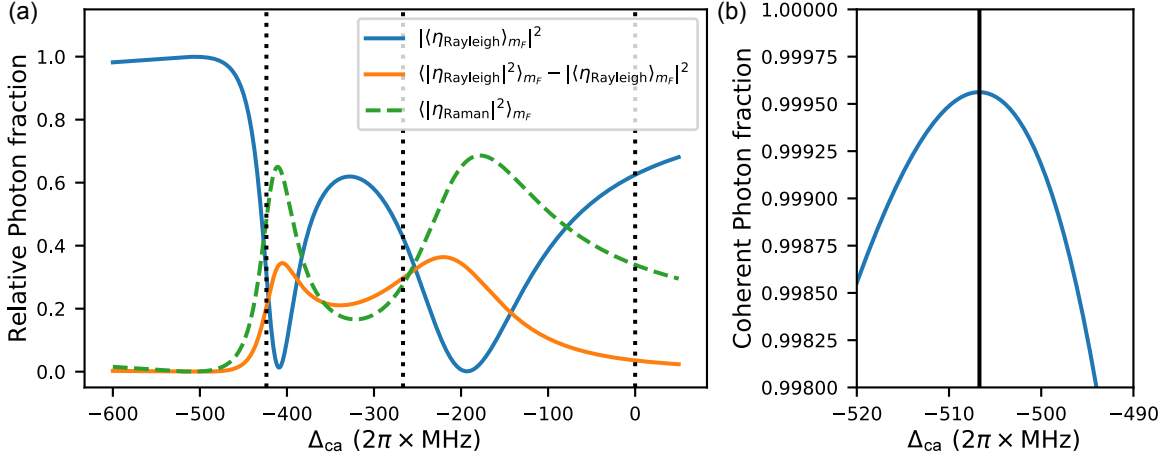 (a)
Relative Photon fraction
1.0
0.8
0.6
0.4
0.2
0.0
|⟨η_Rayleigh⟩_{m_F}|²
⟨|η_Rayleigh|²⟩_{m_F} − |⟨η_Rayleigh⟩_{m_F}|²
⟨|η_Raman|²⟩_{m_F}
−600 −500 −400 −300 −200 −100 0
Δ_ca (2π × MHz)
(b)
Coherent Photon fraction
1.00000
0.99975
0.99950
0.99925
0.99900
0.99875
0.99850
0.99825
0.99800
−520 −510 −500 −490
Δ_ca (2π × MHz)